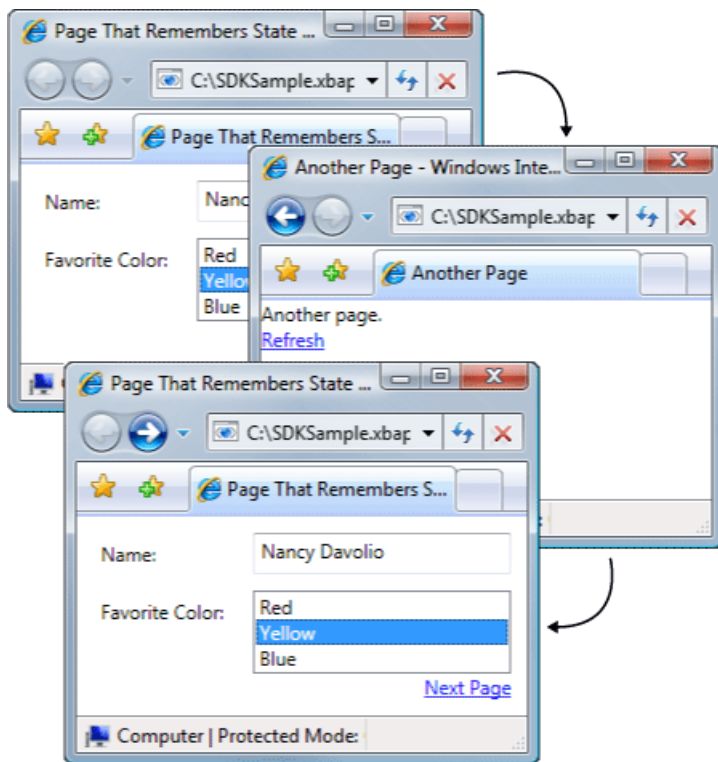 Page That Remembers State ...
C:\SDKSample.xbap
Page That Remembers S...
Name:
Nanc
Favorite Color:
Red
Yellow
Blue
Another Page - Windows Inte...
C:\SDKSample.xbap
Another Page
Another page.
Refresh
Page That Remembers State ...
C:\SDKSample.xbap
Page That Remembers S...
Name:
Nancy Davolio
Favorite Color:
Red
Yellow
Blue
Next Page
Computer | Protected Mode: